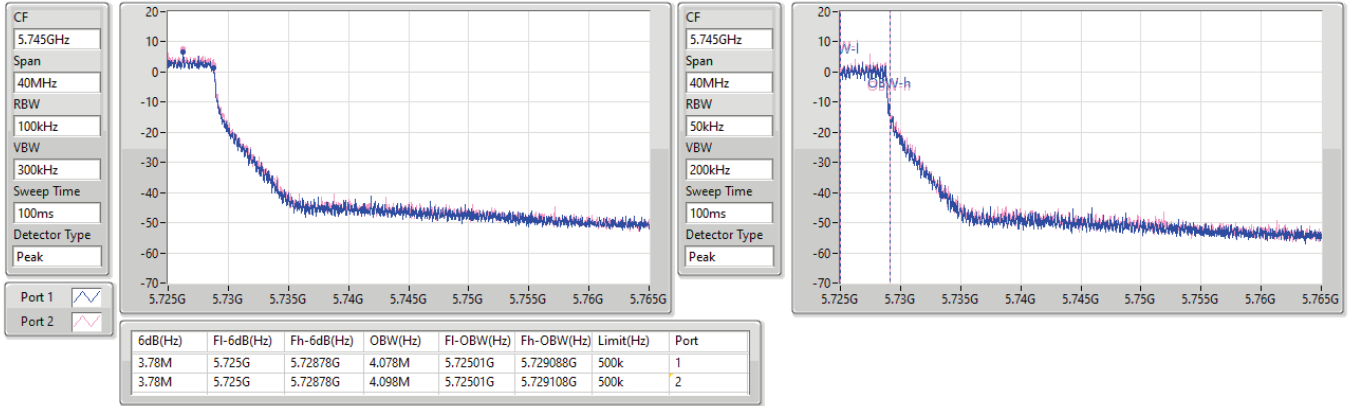 CF
5.745GHz
Span
40MHz
RBW
100kHz
VBW
300kHz
Sweep Time
100ms
Detector Type
Peak
Port 1
Port 2
20
10
0
-10
-20
-30
-40
-50
-60
-70
5.725G 5.73G 5.735G 5.74G 5.745G 5.75G 5.755G 5.76G 5.765G
CF
5.745GHz
Span
40MHz
RBW
50kHz
VBW
200kHz
Sweep Time
100ms
Detector Type
Peak
20
10
0
-10
-20
-30
-40
-50
-60
-70
W-l
OBW-h
5.725G 5.73G 5.735G 5.74G 5.745G 5.75G 5.755G 5.76G 5.765G
6dB(Hz) Fl-6dB(Hz) Fh-6dB(Hz) OBW(Hz) Fl-OBW(Hz) Fh-OBW(Hz) Limit(Hz) Port
3.78M 5.725G 5.72878G 4.078M 5.72501G 5.729088G 500k 1
3.78M 5.725G 5.72878G 4.098M 5.72501G 5.729108G 500k 2